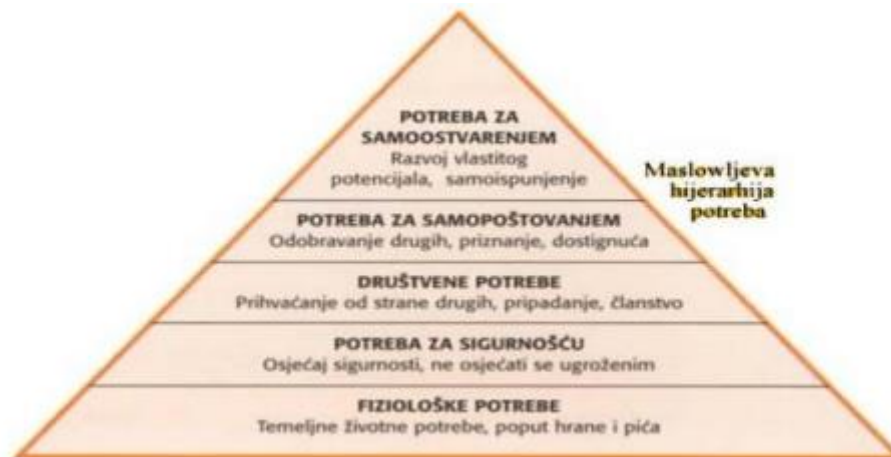 POTREBA ZA
SAMOOSTVARENJEM
Razvoj vlastitog
potencijala, samoispunjenje
Maslowljeva
hijerarhija
potreba
POTREBA ZA SAMOPOŠTOVANJEM
Odobravanje drugih, priznanje, dostignuća
DRUŠTVENE POTREBE
Prihvaćanje od strane drugih, pripadanje, članstvo
POTREBA ZA SIGURNOŠĆU
Osjećaj sigurnosti, ne osjećati se ugroženim
FIZIOLOŠKE POTREBE
Temeljne životne potrebe, poput hrane i pića